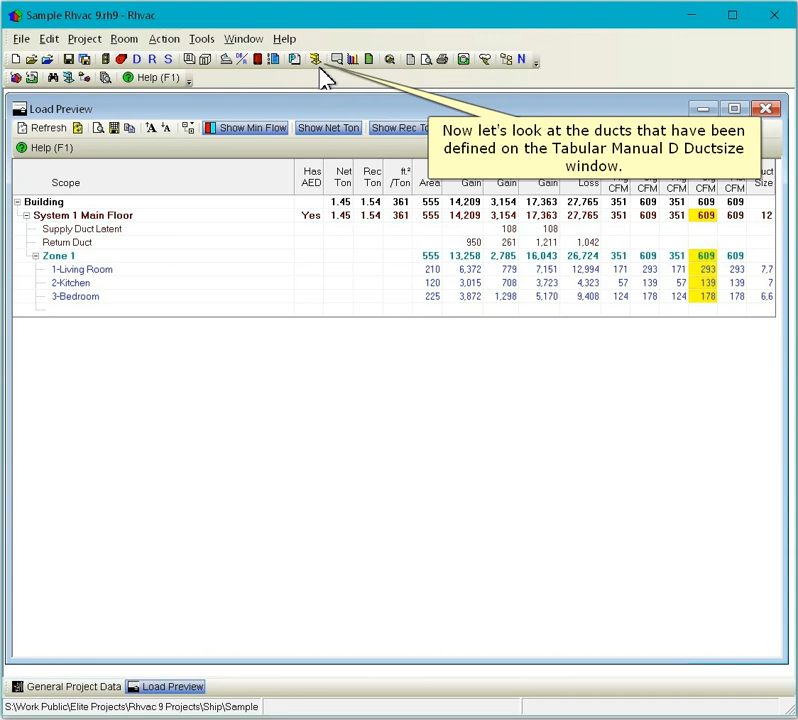 Sample Rhvac 9.rh9 - Rhvac
File Edit Project Room Action Tools Window Help
D R S
N
Help (F1)
Load Preview
Refresh Show Min Flow Show Net Ton Show Rec To
Help (F1)
Now let's look at the ducts that have been
defined on the Tabular Manual D Ductsize
window.
Scope Has AED Net Ton Rec Ton ft.² /Ton Area Gain Gain Gain Loss CFM CFM CFM CFM CFM Size
Building 1.45 1.54 361 555 14,209 3,154 17,363 27,765 351 609 351 609 609
System 1 Main Floor Yes 1.45 1.54 361 555 14,209 3,154 17,363 27,765 351 609 351 609 609 12
Supply Duct Latent 108 108
Return Duct 950 261 1,211 1,042
Zone 1 555 13,258 2,785 16,043 26,724 351 609 351 609 609
1-Living Room 210 6,372 779 7,151 12,994 171 293 171 293 293 7,7
2-Kitchen 120 3,015 708 3,723 4,323 57 139 57 139 139 7
3-Bedroom 225 3,872 1,298 5,170 9,408 124 178 124 178 178 6,6
General Project Data Load Preview
S:\Work Public\Elite Projects\Rhvac 9 Projects\Ship\Sample